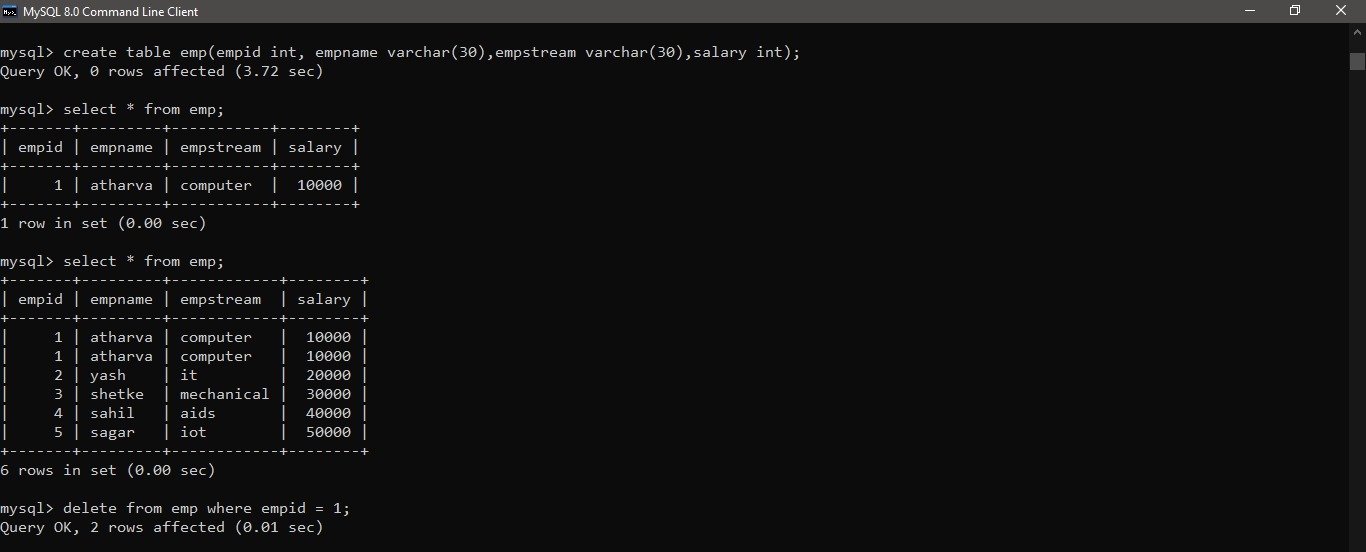 MySQL 8.0 Command Line Client
mysql> create table emp(empid int, empname varchar(30),empstream varchar(30),salary int);
Query OK, 0 rows affected (3.72 sec)
mysql> select * from emp;
+-------+---------+-----------+--------+
| empid | empname | empstream | salary |
+-------+---------+-----------+--------+
|     1 | atharva | computer  |  10000 |
+-------+---------+-----------+--------+
1 row in set (0.00 sec)
mysql> select * from emp;
+-------+---------+------------+--------+
| empid | empname | empstream  | salary |
+-------+---------+------------+--------+
|     1 | atharva | computer   |  10000 |
|     1 | atharva | computer   |  10000 |
|     2 | yash    | it         |  20000 |
|     3 | shetke  | mechanical |  30000 |
|     4 | sahil   | aids       |  40000 |
|     5 | sagar   | iot        |  50000 |
+-------+---------+------------+--------+
6 rows in set (0.00 sec)
mysql> delete from emp where empid = 1;
Query OK, 2 rows affected (0.01 sec)